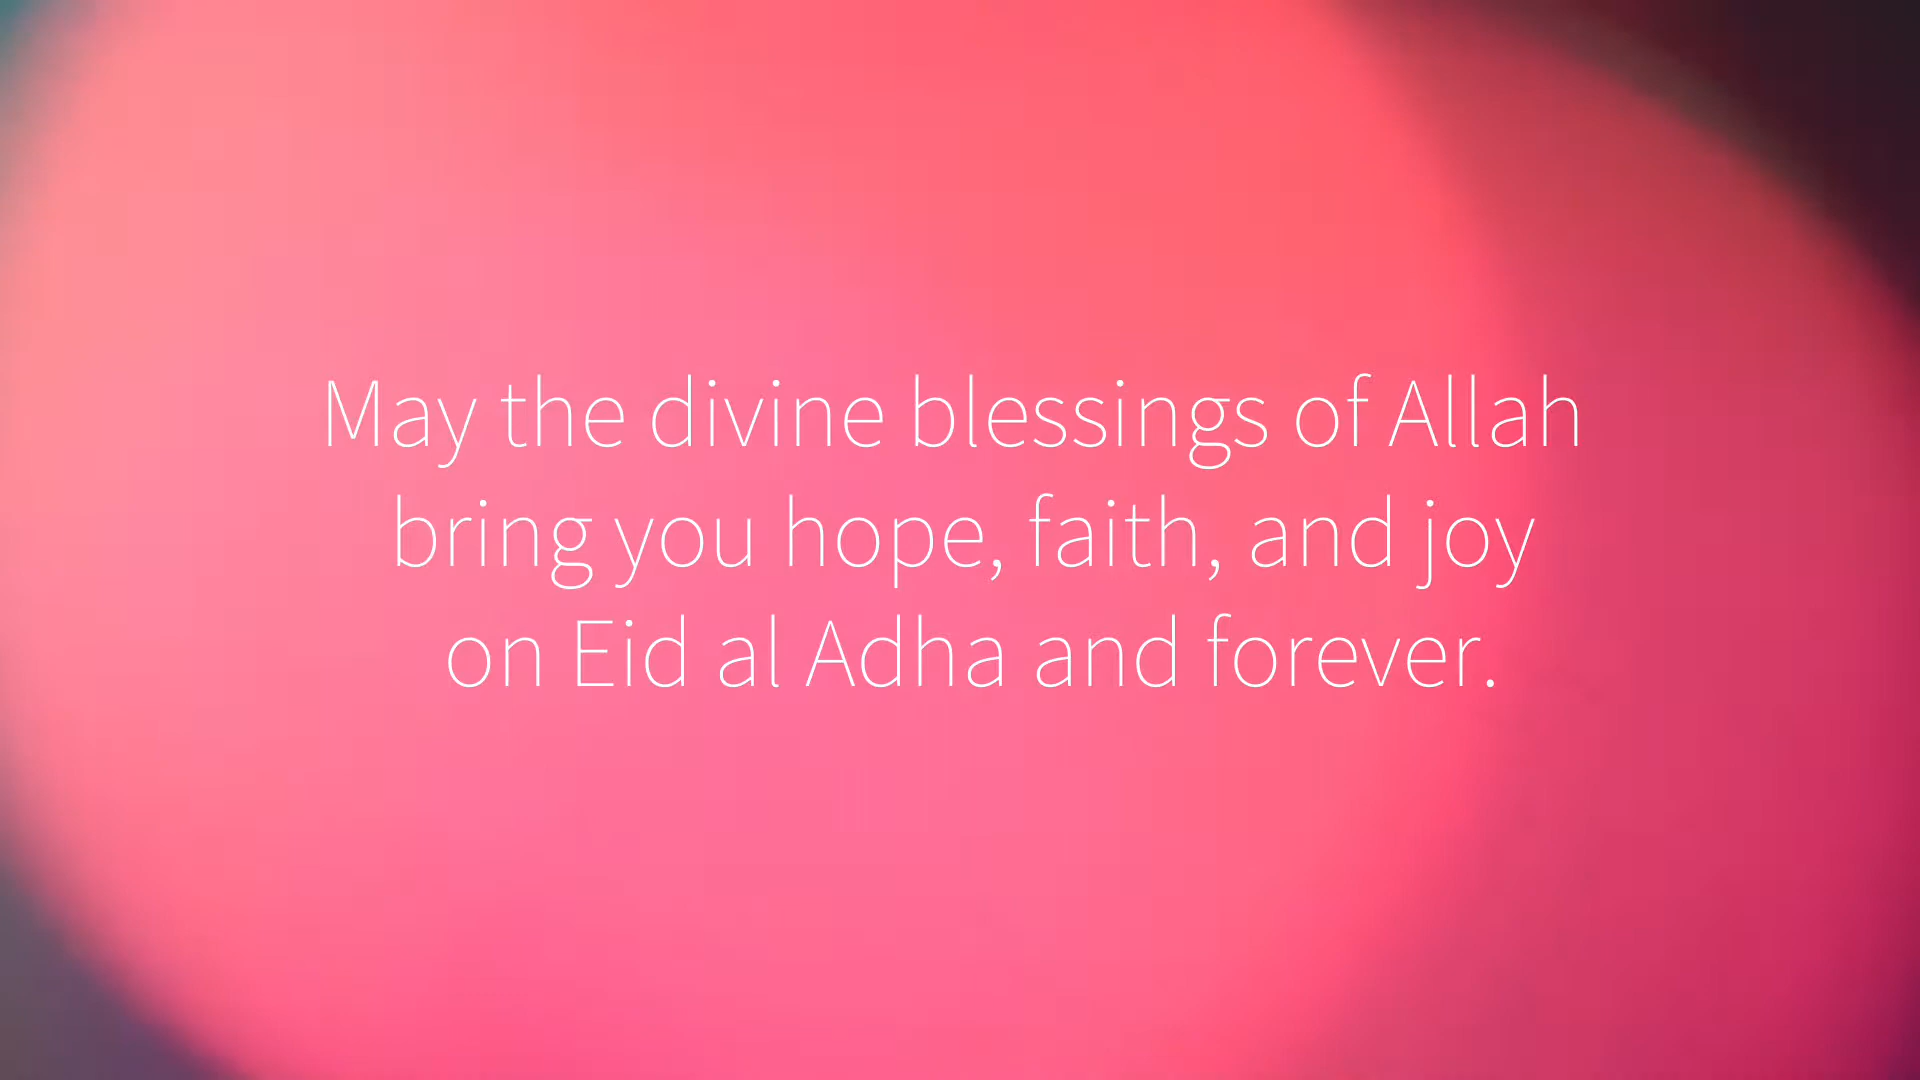 May the divine blessings of Allah
bring you hope, faith, and joy
on Eid al Adha and forever.